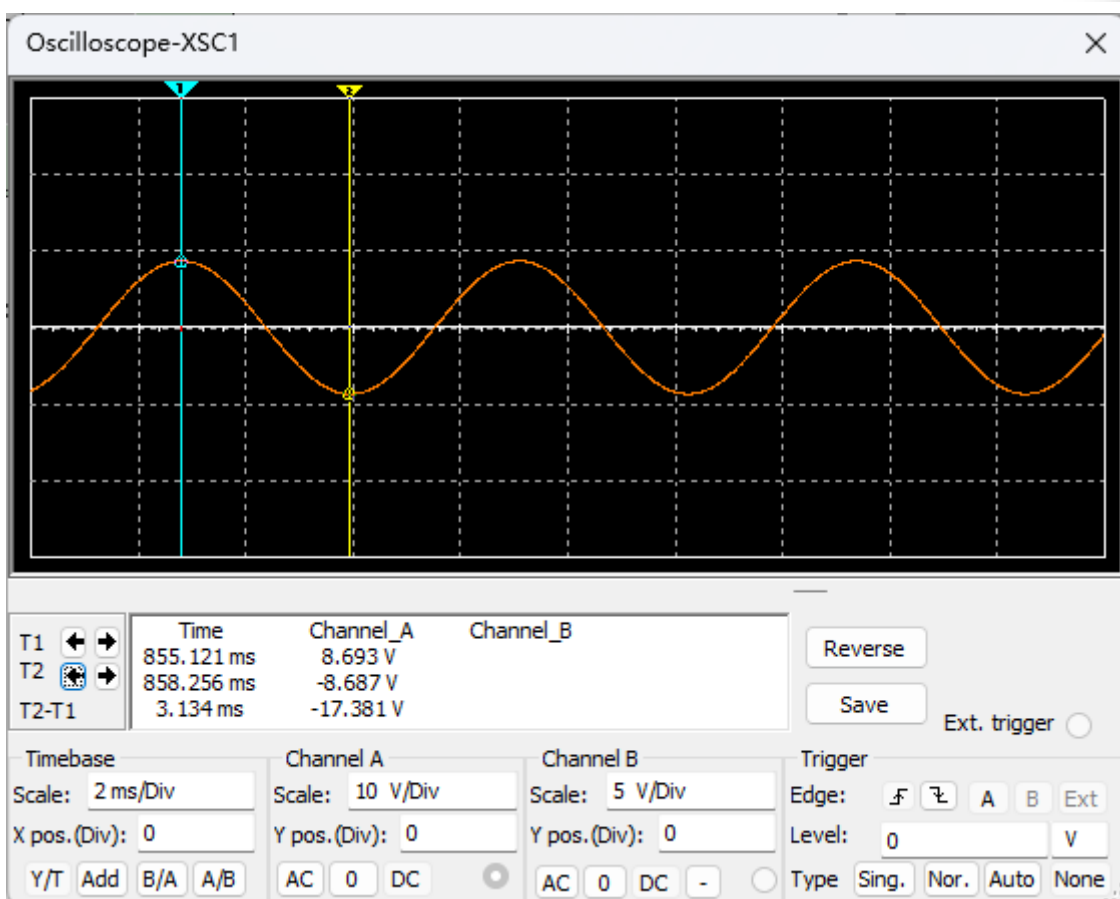 Oscilloscope-XSC1
1
2
Time Channel_A Channel_B
T1 855.121 ms 8.693 V
T2 858.256 ms -8.687 V
T2-T1 3.134 ms -17.381 V
Reverse
Save
Ext. trigger
Timebase Channel A Channel B Trigger
Scale: 2 ms/Div Scale: 10 V/Div Scale: 5 V/Div Edge: A B Ext
X pos.(Div): 0 Y pos.(Div): 0 Y pos.(Div): 0 Level: 0 V
Y/T Add B/A A/B AC 0 DC AC 0 DC - Type Sing. Nor. Auto None